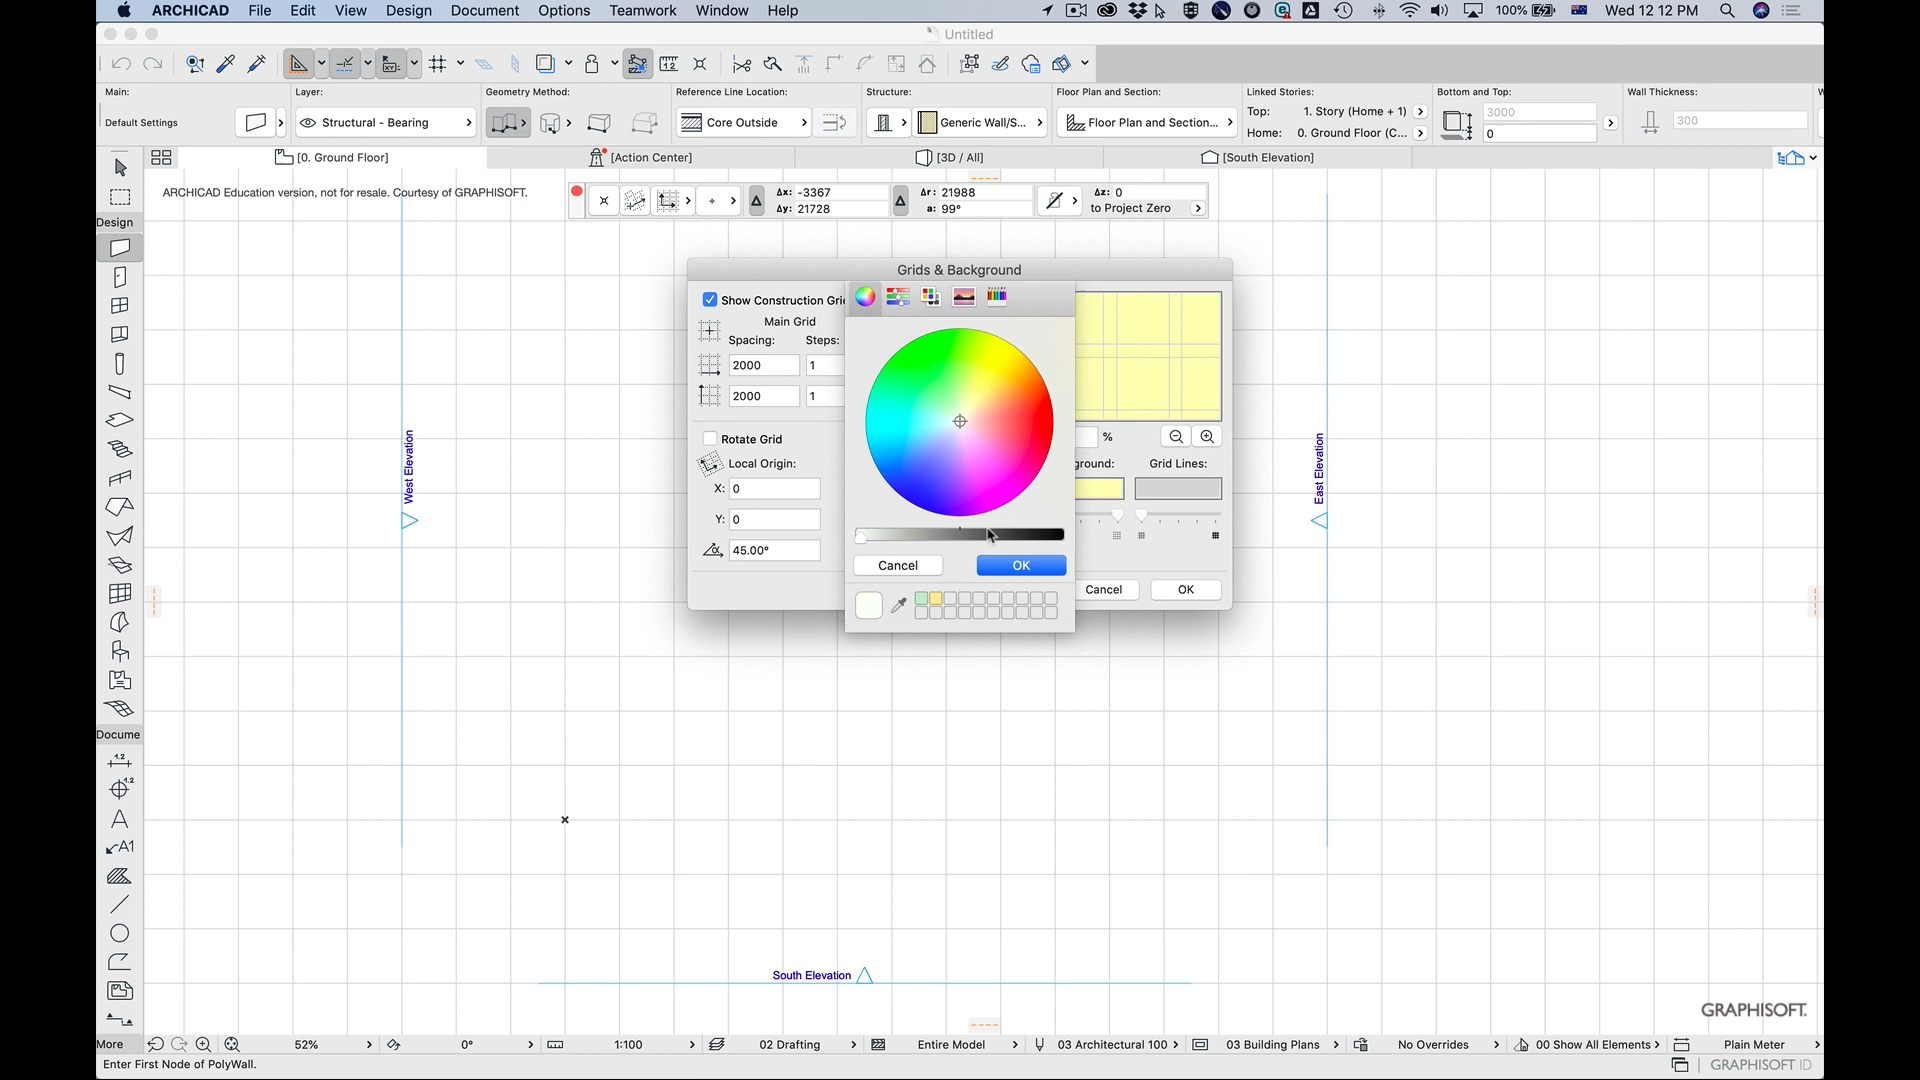 ARCHICAD File Edit View Design Document Options Teamwork Window Help 100% Wed 12 12 PM
Untitled
Main: Layer: Geometry Method: Reference Line Location: Structure: Floor Plan and Section: Linked Stories: Bottom and Top: Wall Thickness:
Top: 1. Story (Home + 1) 3000
Default Settings Structural - Bearing Core Outside Generic Wall/S... Floor Plan and Section... 300
Home: 0. Ground Floor (C... 0
[0. Ground Floor] [Action Center] [3D / All] [South Elevation]
ARCHICAD Education version, not for resale. Courtesy of GRAPHISOFT.
Δx: -3367 Δr: 21988 Δz: 0
Δy: 21728 a: 99° to Project Zero
Design
Grids & Background
Show Construction Gri
Main Grid
Spacing: Steps:
2000 1
2000 1
Rotate Grid %
Local Origin: ground: Grid Lines:
X: 0
Y: 0
45.00°
Cancel OK
Cancel OK
West Elevation
East Elevation
Docume
1.2
1.2
A
A1
South Elevation
GRAPHISOFT.
More 52% 0° 1:100 02 Drafting Entire Model 03 Architectural 100 03 Building Plans No Overrides 00 Show All Elements Plain Meter
Enter First Node of PolyWall. GRAPHISOFT ID